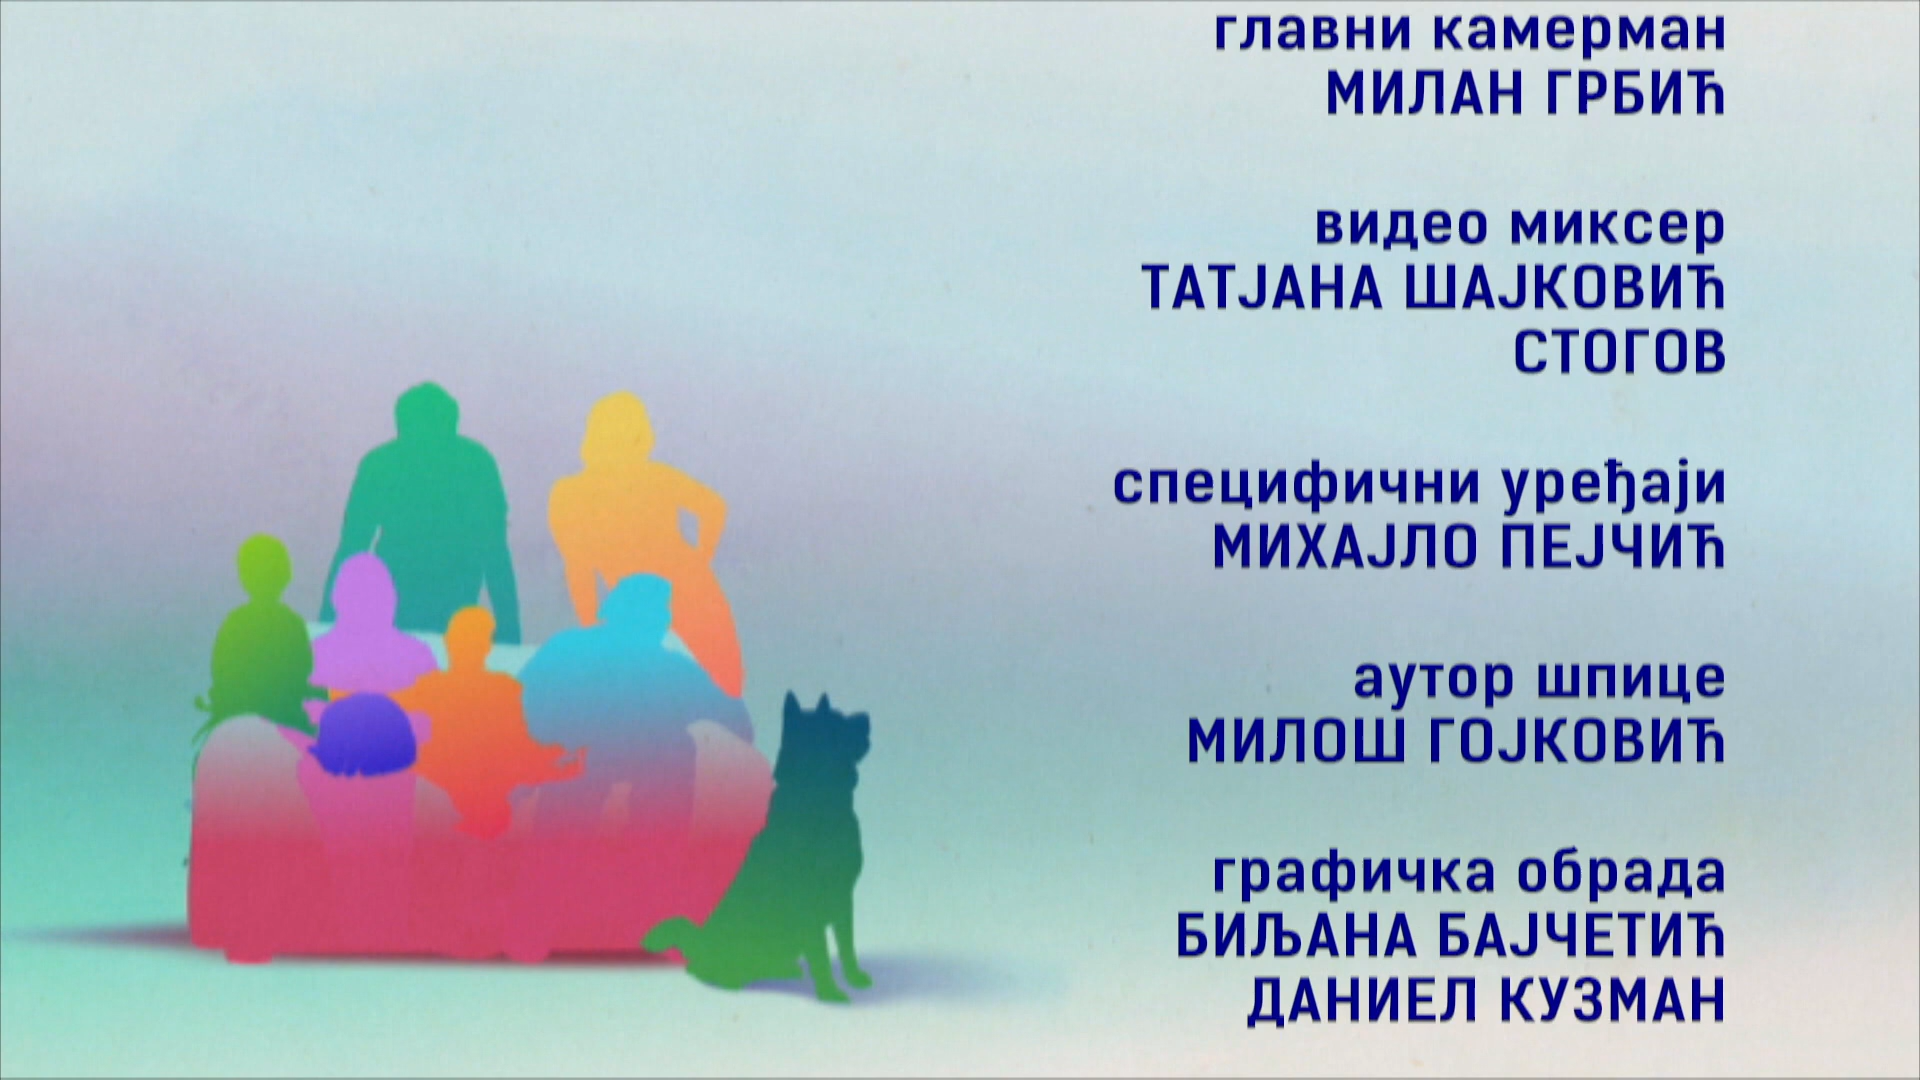 главни камерман
МИЛАН ГРБИЋ
видео миксер
ТАТЈАНА ШАЈКОВИЋ
СТОГОВ
специфични уређаји
МИХАЈЛО ПЕЈЧИЋ
аутор шпице
МИЛОШ ГОЈКОВИЋ
графичка обрада
БИЉАНА БАЈЧЕТИЋ
ДАНИЕЛ КУЗМАН